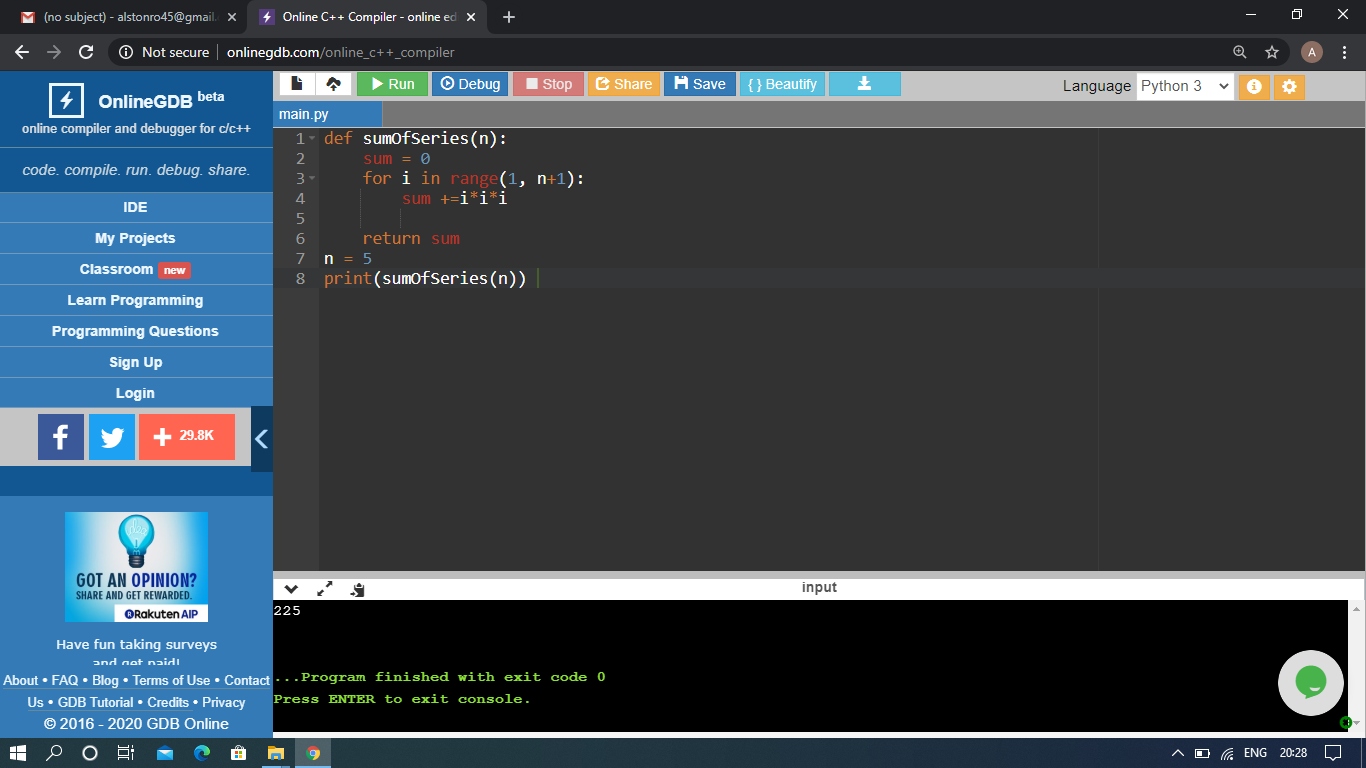 (no subject) - alstonro45@gmail.
Online C++ Compiler - online ed
Not secure
onlinegdb.com/online_c++_compiler
A
OnlineGDB beta
online compiler and debugger for c/c++
code. compile. run. debug. share.
IDE
My Projects
Classroom new
Learn Programming
Programming Questions
Sign Up
Login
29.8K
GOT AN OPINION?
SHARE AND GET REWARDED.
Rakuten AIP
Have fun taking surveys
and get paid!
About • FAQ • Blog • Terms of Use • Contact
Us • GDB Tutorial • Credits • Privacy
© 2016 - 2020 GDB Online
Run
Debug
Stop
Share
Save
{ } Beautify
Language Python 3
main.py
1 def sumOfSeries(n):
2     sum = 0
3     for i in range(1, n+1):
4         sum +=i*i*i
5
6     return sum
7 n = 5
8 print(sumOfSeries(n))
input
225
...Program finished with exit code 0
Press ENTER to exit console.
ENG
20:28